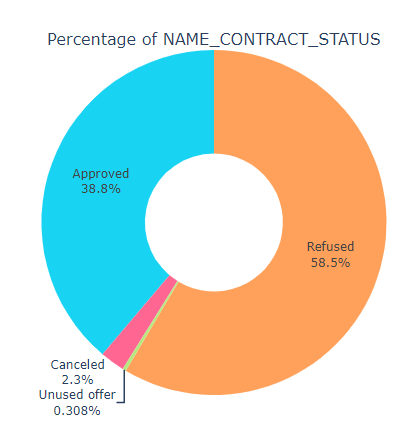 Percentage of NAME_CONTRACT_STATUS
Approved
38.8%
Refused
58.5%
Canceled
2.3%
Unused offer
0.308%